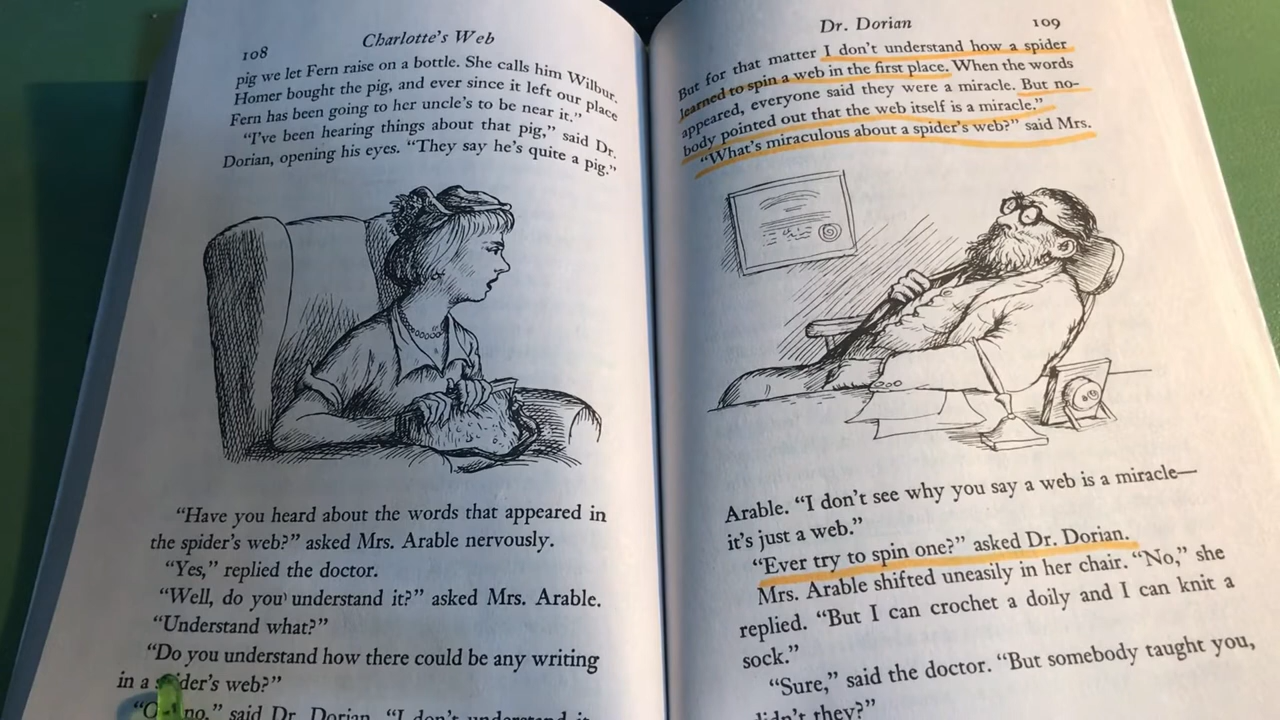 108
Charlotte's Web
pig we let Fern raise on a bottle. She calls him Wilbur.
Homer bought the pig, and ever since it left our place
Fern has been going to her uncle's to be near it."
"I've been hearing things about that pig," said Dr.
Dorian, opening his eyes. "They say he's quite a pig."
"Have you heard about the words that appeared in
the spider's web?" asked Mrs. Arable nervously.
"Yes," replied the doctor.
"Well, do you understand it?" asked Mrs. Arable.
"Understand what?"
"Do you understand how there could be any writing
in a spider's web?"
no," said Dr. Dorian. "I don't understand it
Dr. Dorian
109
But for that matter I don't understand how a spider
learned to spin a web in the first place. When the words
appeared, everyone said they were a miracle. But no-
body pointed out that the web itself is a miracle."
"What's miraculous about a spider's web?" said Mrs.
Arable. "I don't see why you say a web is a miracle—
it's just a web."
"Ever try to spin one?" asked Dr. Dorian.
Mrs. Arable shifted uneasily in her chair. "No," she
replied. "But I can crochet a doily and I can knit a
sock."
"Sure," said the doctor. "But somebody taught you,
didn't they?"